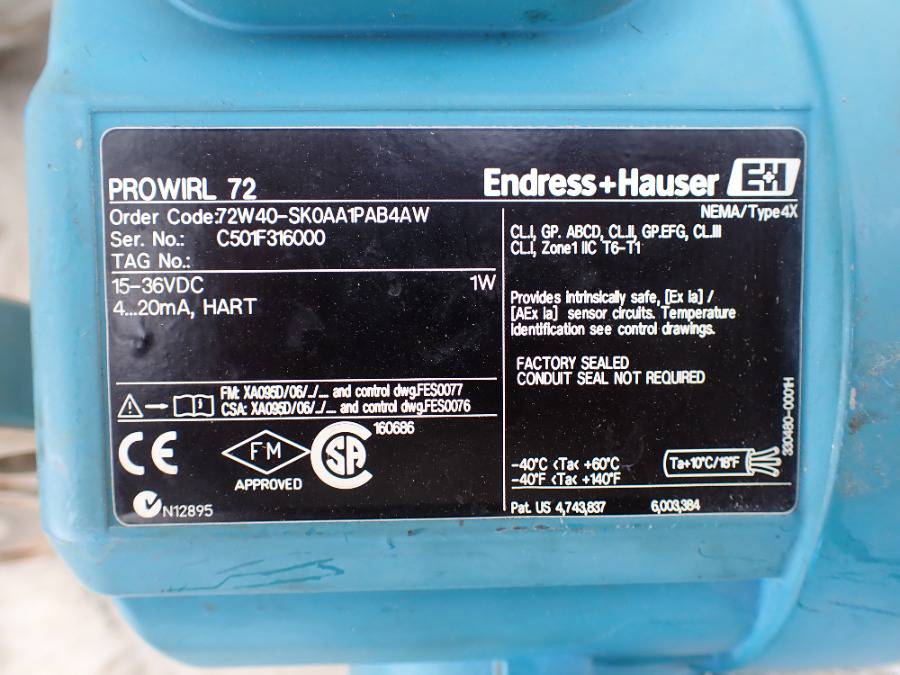 PROWIRL 72
Endress+Hauser E+H
Order Code:72W40-SK0AA1PAB4AW
Ser. No.: C501F316000
TAG No.:
15-36VDC 1W
4...20mA, HART
FM: XA095D/06/../.. and control dwg.FES0077
CSA: XA095D/06/../.. and control dwg.FES0076
CE
FM
APPROVED
CSA
160686
N12895
NEMA/Type4X
CL.I, GP. ABCD, CL.II, GP.EFG, CL.III
CL.I, Zone1 IIC T6-T1
Provides intrinsically safe, [Ex ia] /
[AEx ia] sensor circuits. Temperature
identification see control drawings.
FACTORY SEALED
CONDUIT SEAL NOT REQUIRED
-40°C <Ta< +60°C
-40°F <Ta< +140°F
Ta+10°C/18°F
330480-0001H
Pat. US 4,743,837 6,003,384